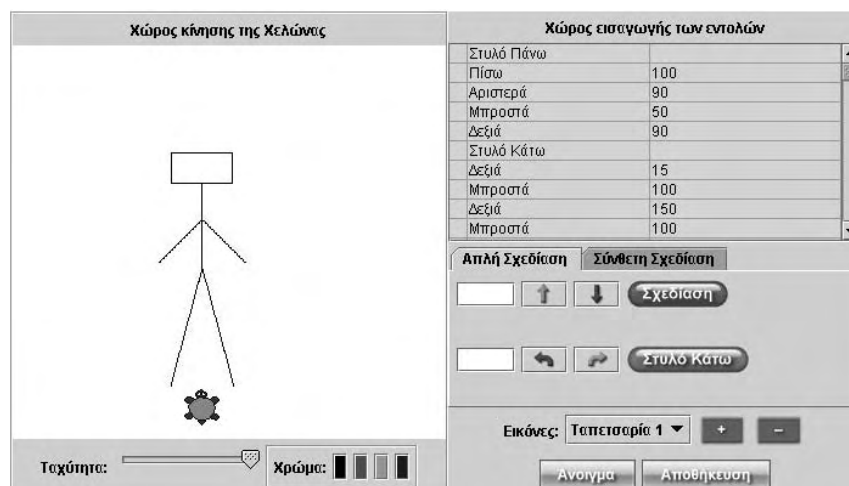 Χώρος κίνησης της Χελώνας
Ταχύτητα:
Χρώμα:
Χώρος εισαγωγής των εντολών
Στυλό Πάνω
Πίσω 100
Αριστερά 90
Μπροστά 50
Δεξιά 90
Στυλό Κάτω
Δεξιά 15
Μπροστά 100
Δεξιά 150
Μπροστά 100
Απλή Σχεδίαση Σύνθετη Σχεδίαση
Σχεδίαση
Στυλό Κάτω
Εικόνες: Ταπετσαρία 1 + -
Άνοιγμα Αποθήκευση